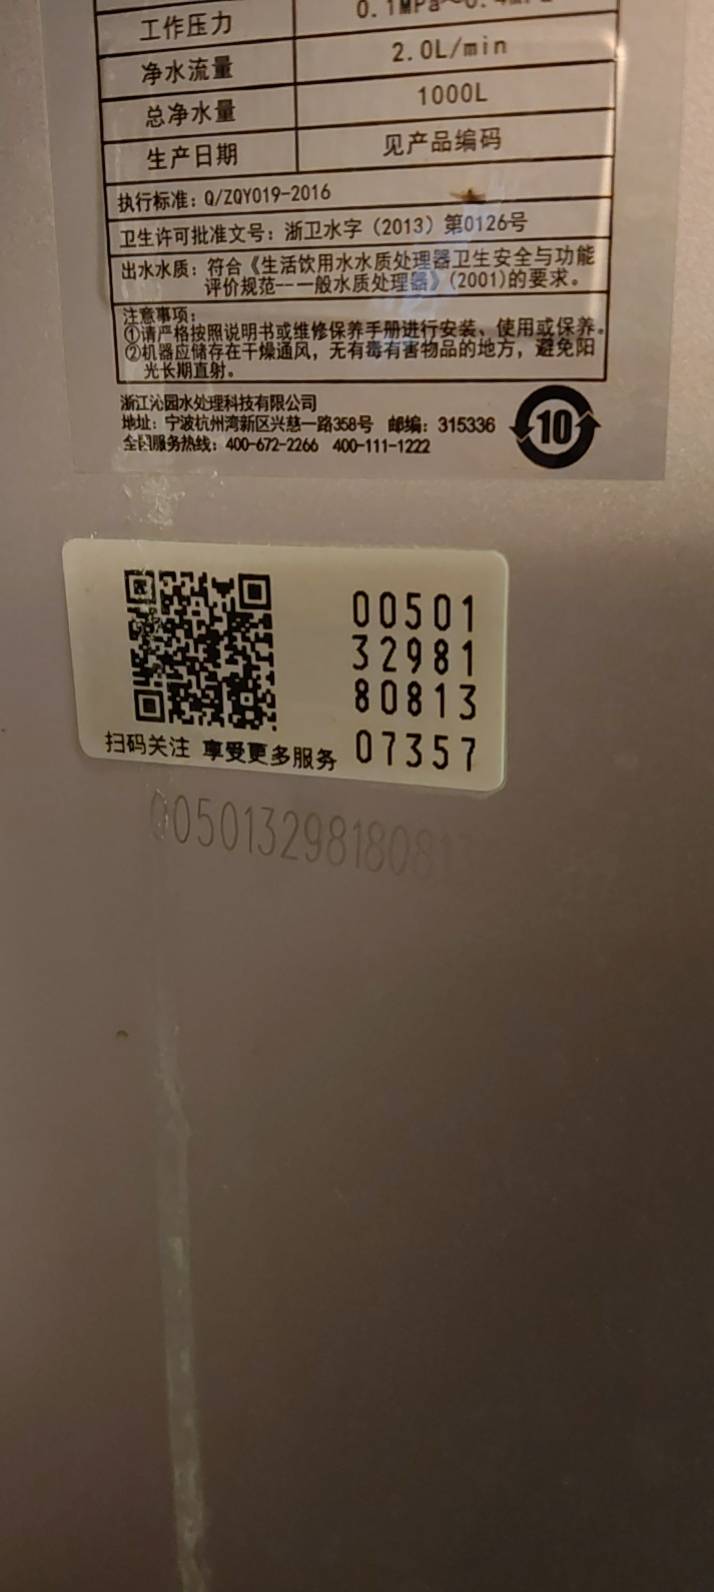 工作压力 0.1MPa~0.4MPa
净水流量 2.0L/min
总净水量 1000L
生产日期 见产品编码
执行标准：Q/ZQY019-2016
卫生许可批准文号：浙卫水字（2013）第0126号
出水水质：符合《生活饮用水水质处理器卫生安全与功能
评价规范--一般水质处理器》(2001)的要求。
注意事项：
①请严格按照说明书或维修保养手册进行安装、使用或保养。
②机器应储存在干燥通风，无有毒有害物品的地方，避免阳
光长期直射。
浙江沁园水处理科技有限公司
地址：宁波杭州湾新区兴慈一路358号 邮编：315336
全国服务热线：400-672-2266 400-111-1222
10
00501
32981
80813
07357
扫码关注 享受更多服务
005013298180813